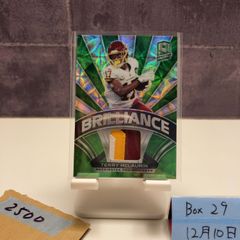 BRILLIANCE
TERRY McLAURIN
2500
Box 29
12月10日